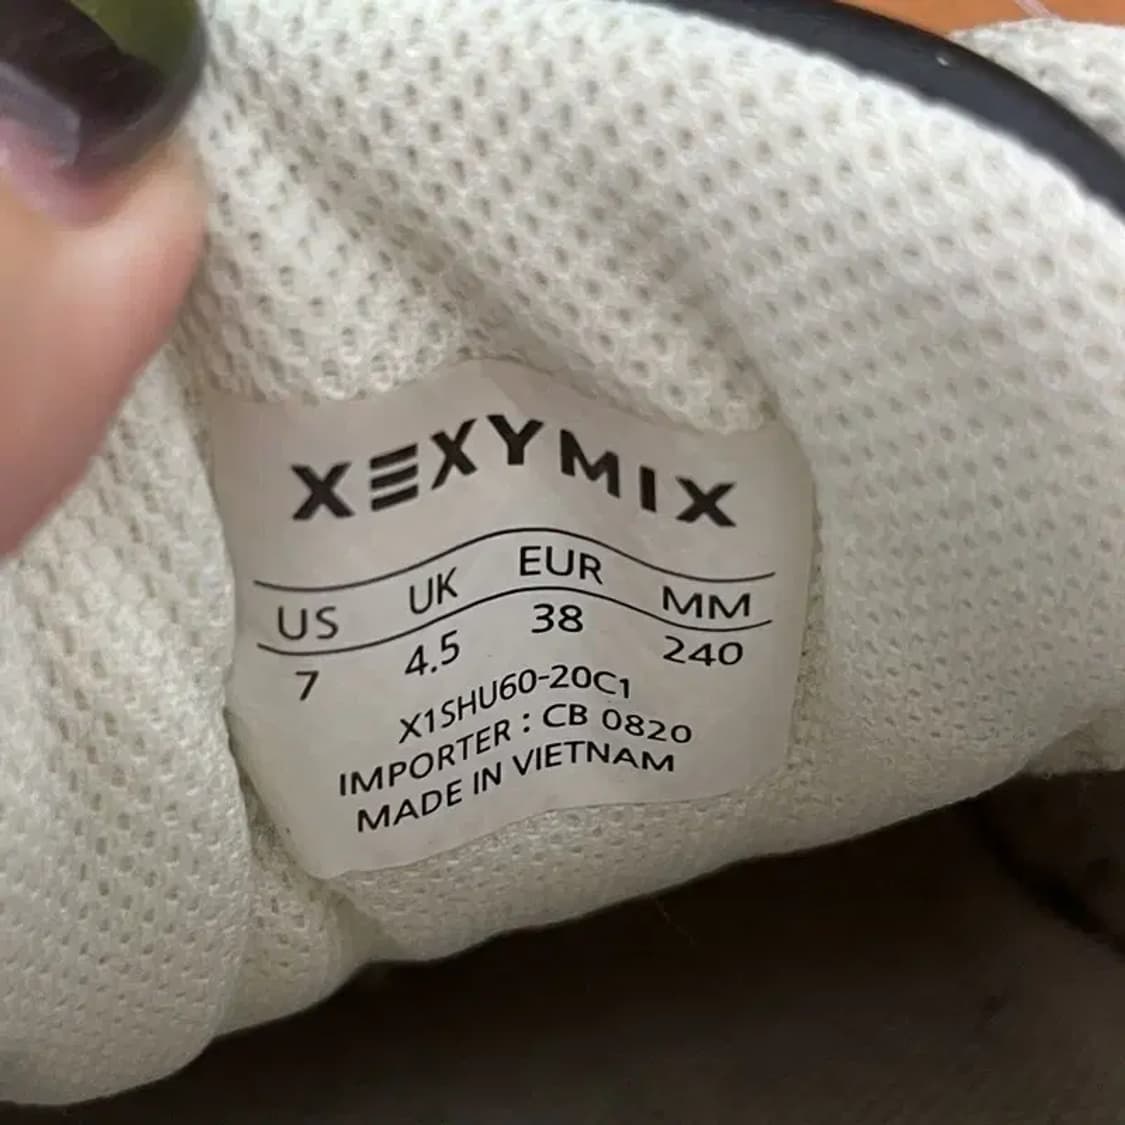 XEXYMIX
US UK EUR MM
7 4.5 38 240
X1SHU60-20C1
IMPORTER : CB 0820
MADE IN VIETNAM